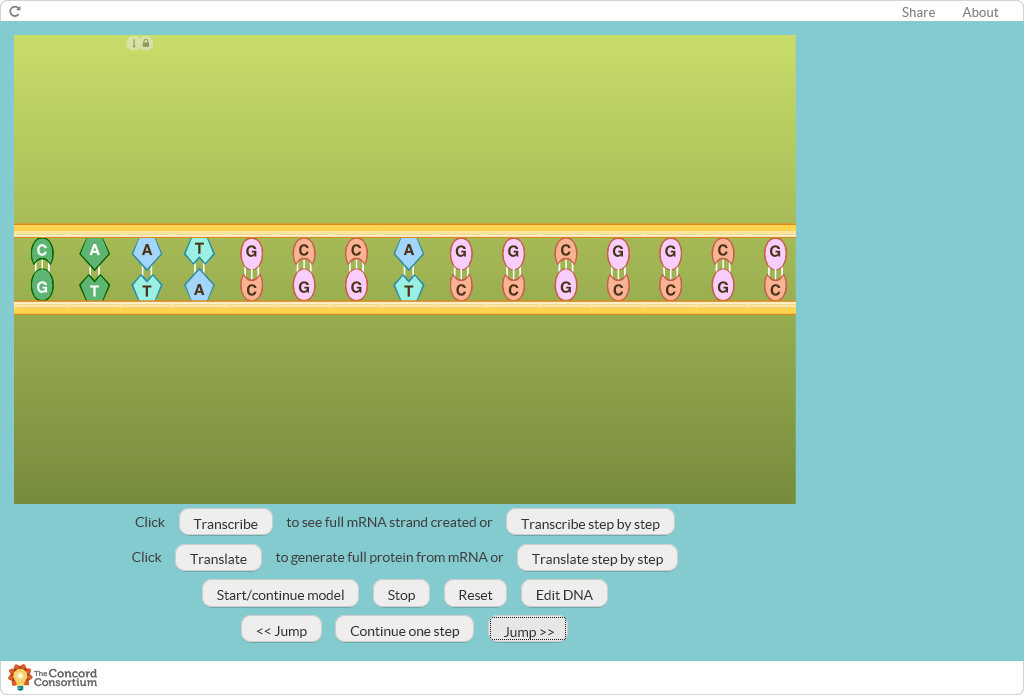 Share About
C A A T G C C A G G C G G C G
G T T A C G G T C C G C C G C
Click Transcribe to see full mRNA strand created or Transcribe step by step
Click Translate to generate full protein from mRNA or Translate step by step
Start/continue model Stop Reset Edit DNA
<< Jump Continue one step Jump >>
The Concord
Consortium